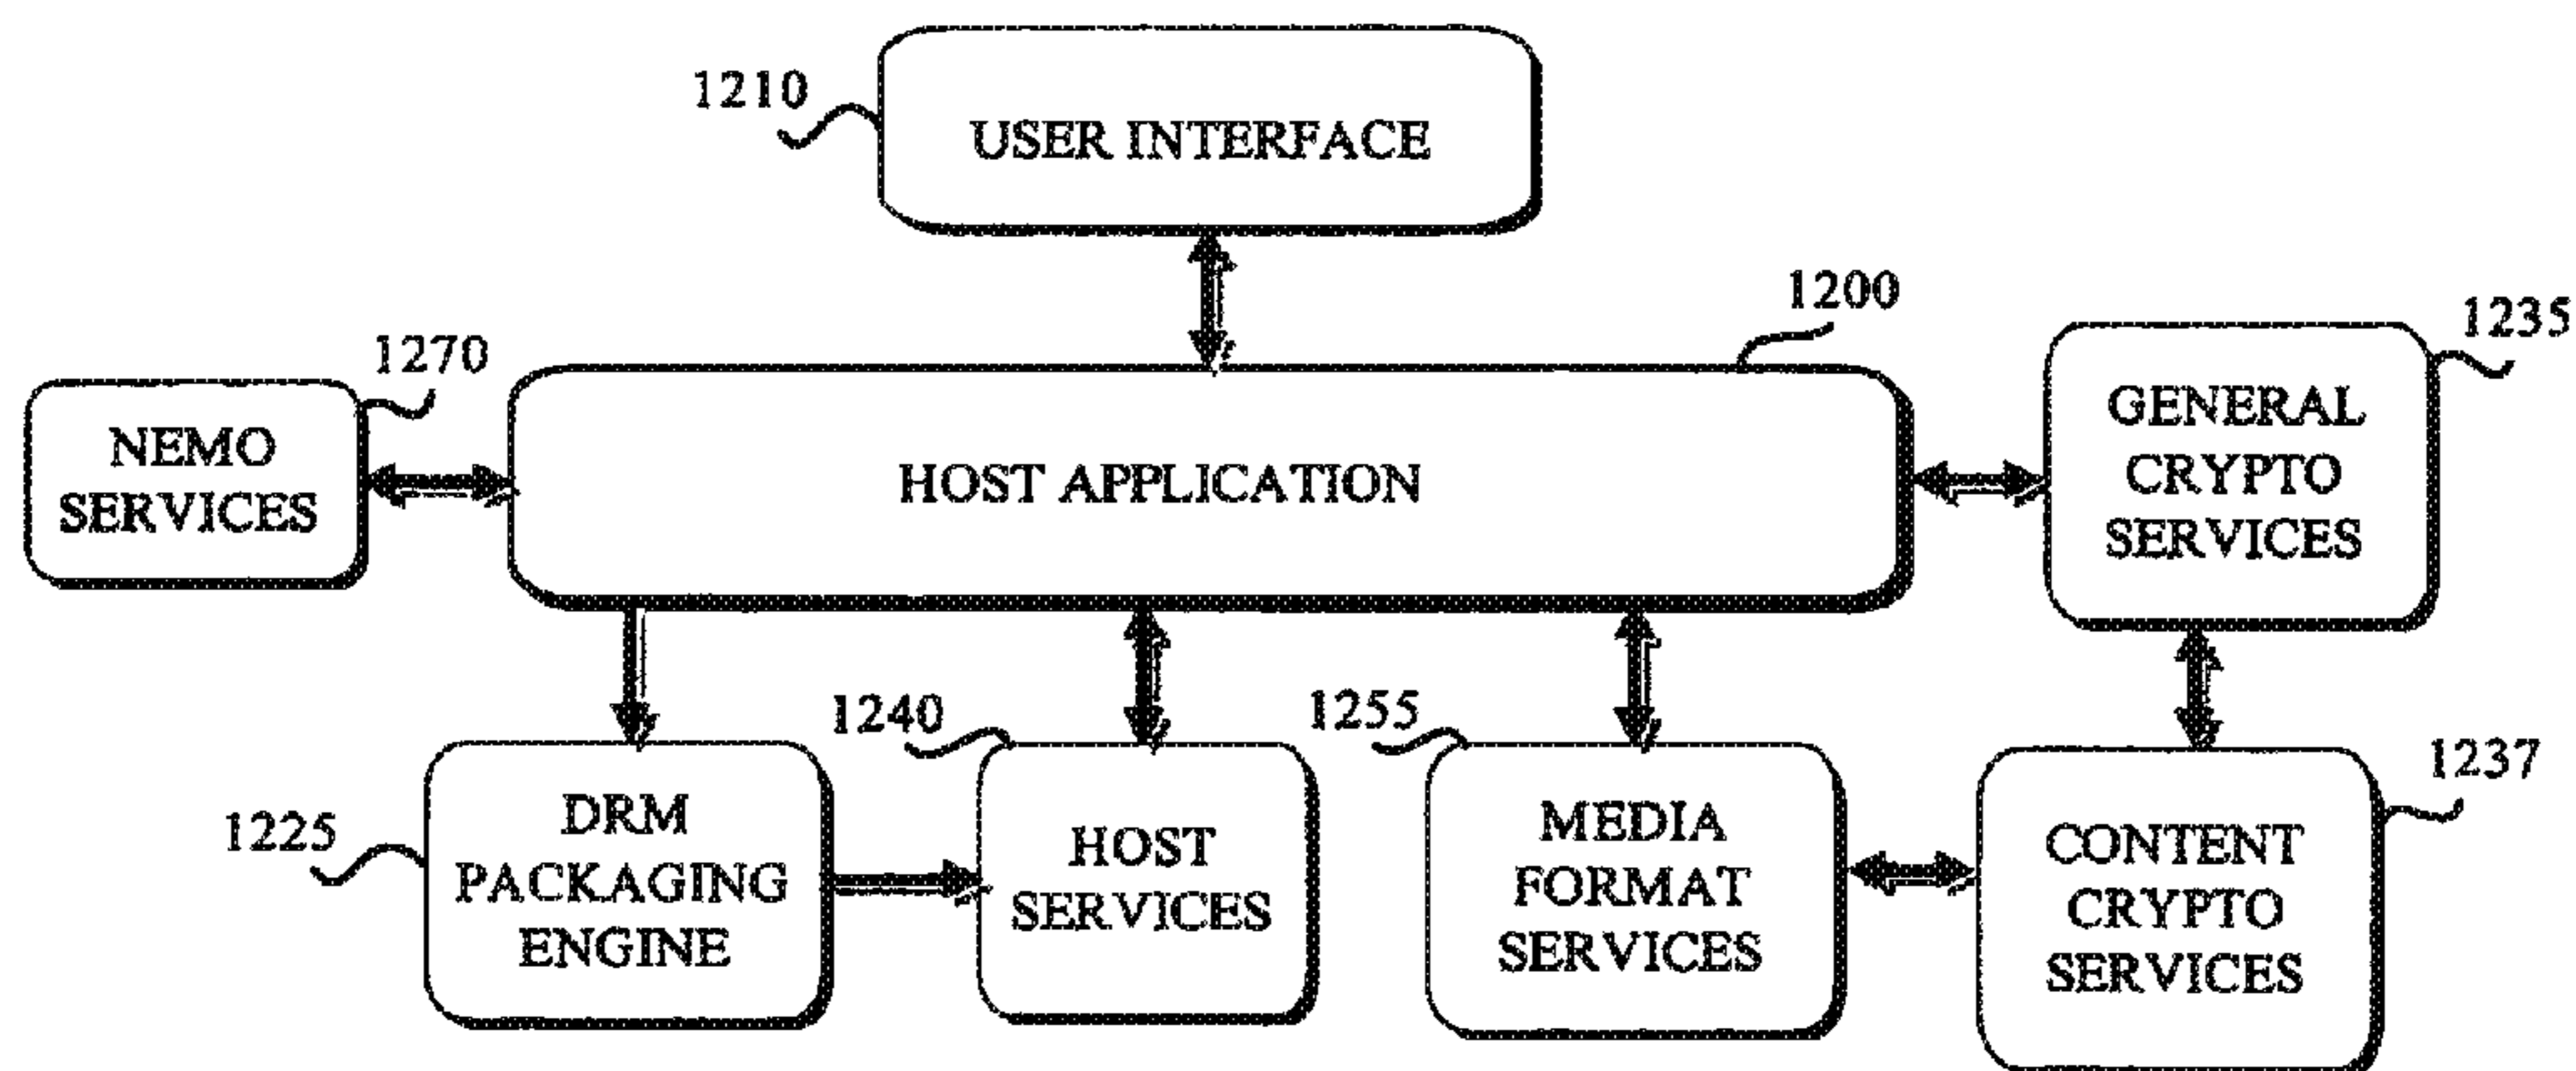 1210
USER INTERFACE
1200
1235
1270
NEMO
SERVICES
HOST APPLICATION
GENERAL
CRYPTO
SERVICES
1240
1255
1237
1225
DRM
PACKAGING
ENGINE
HOST
SERVICES
MEDIA
FORMAT
SERVICES
CONTENT
CRYPTO
SERVICES